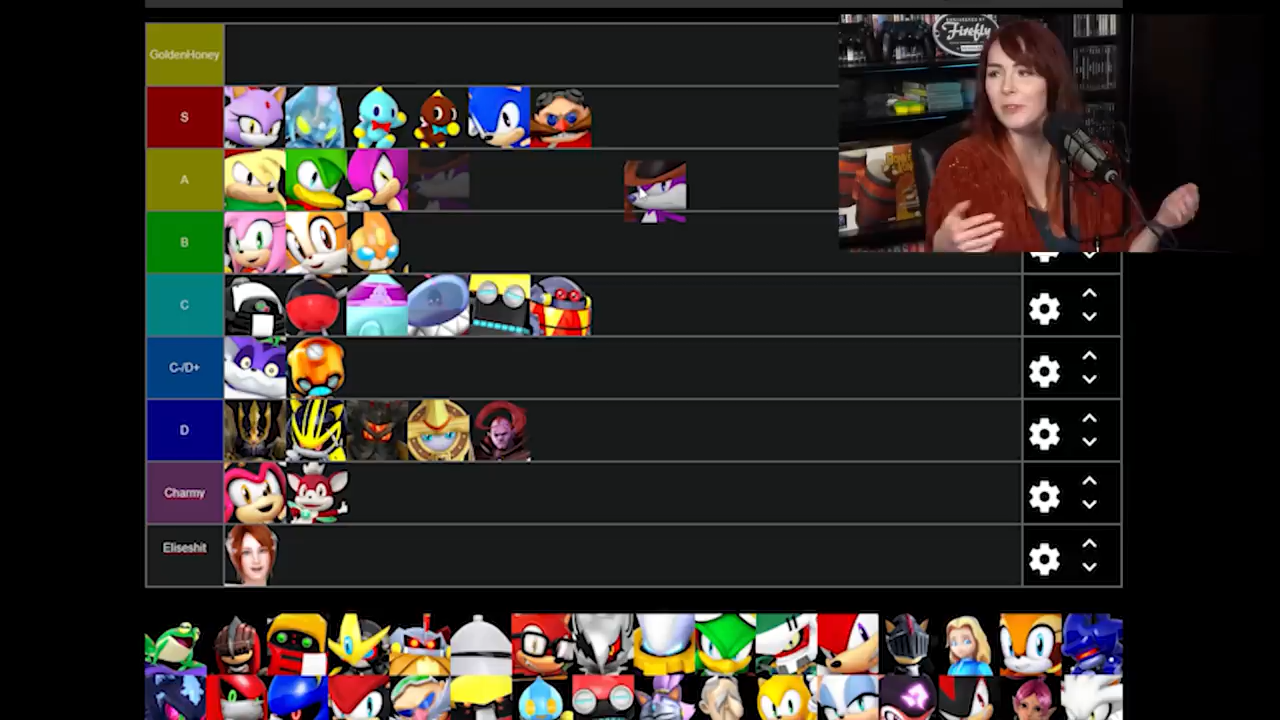 GoldenHoney
S
A
B
C
C-/D+
D
Charmy
Eliseshit
Firefly